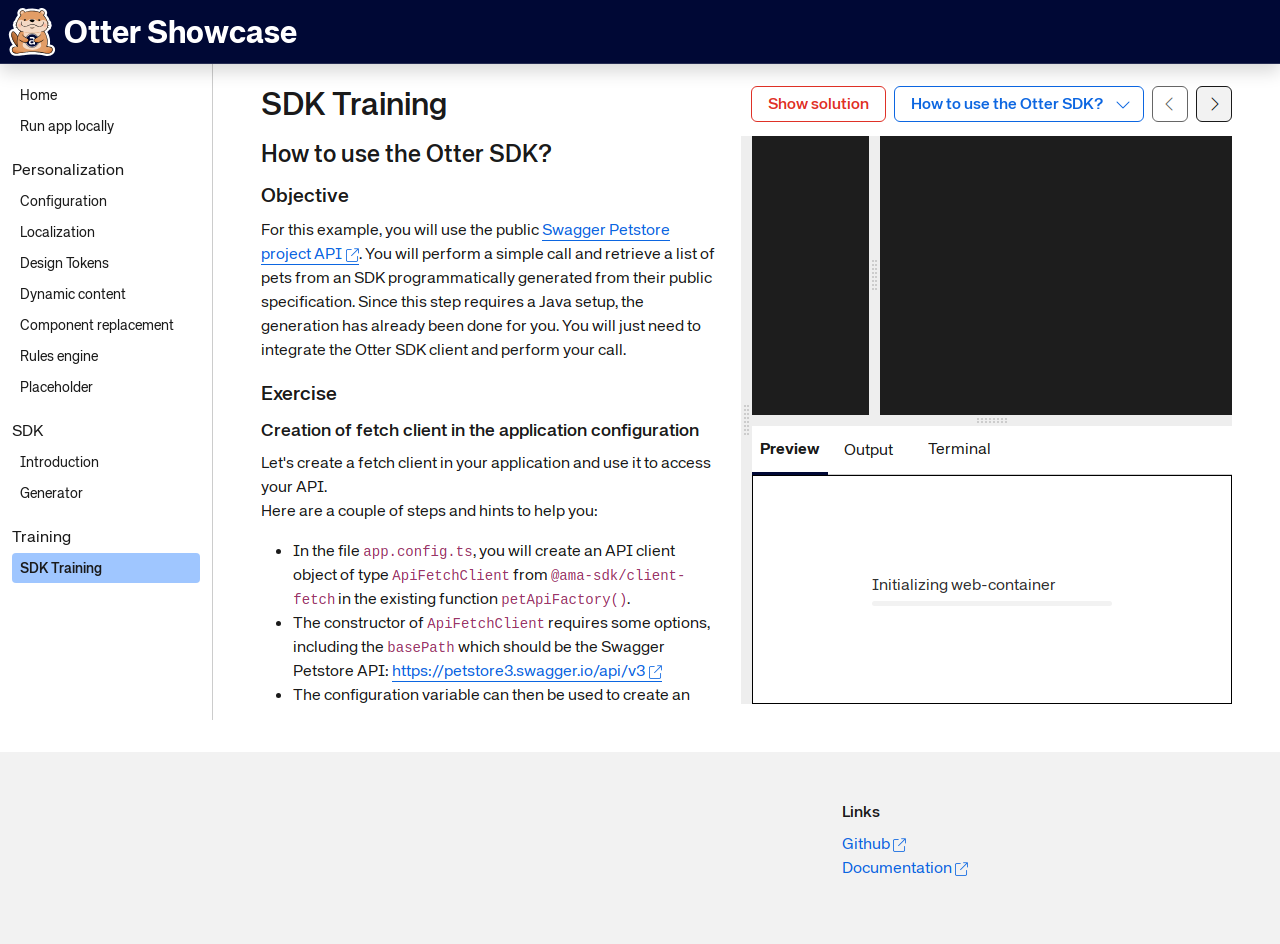 Otter Showcase
Home
Run app locally
Personalization
Configuration
Localization
Design Tokens
Dynamic content
Component replacement
Rules engine
Placeholder
SDK
Introduction
Generator
Training
SDK Training
SDK Training
Show solution
How to use the Otter SDK?
How to use the Otter SDK?
Objective
For this example, you will use the public Swagger Petstore
project API. You will perform a simple call and retrieve a list of
pets from an SDK programmatically generated from their public
specification. Since this step requires a Java setup, the
generation has already been done for you. You will just need to
integrate the Otter SDK client and perform your call.
Exercise
Creation of fetch client in the application configuration
Let's create a fetch client in your application and use it to access
your API.
Here are a couple of steps and hints to help you:
• In the file app.config.ts, you will create an API client
object of type ApiFetchClient from @ama-sdk/client-
fetch in the existing function petApiFactory().
• The constructor of ApiFetchClient requires some options,
including the basePath which should be the Swagger
Petstore API: https://petstore3.swagger.io/api/v3
• The configuration variable can then be used to create an
Preview
Output
Terminal
Initializing web-container
Links
Github
Documentation